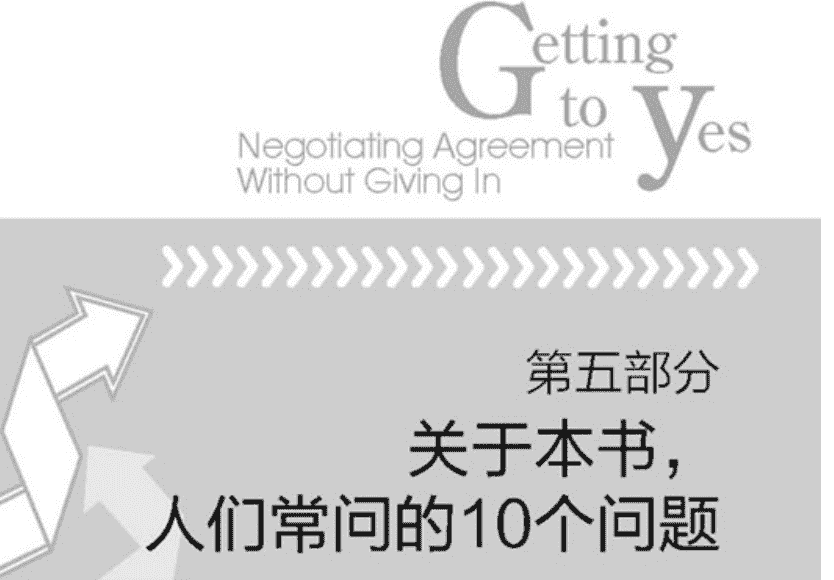 Getting
to Yes
Negotiating Agreement
Without Giving In
第五部分
关于本书，
人们常问的10个问题